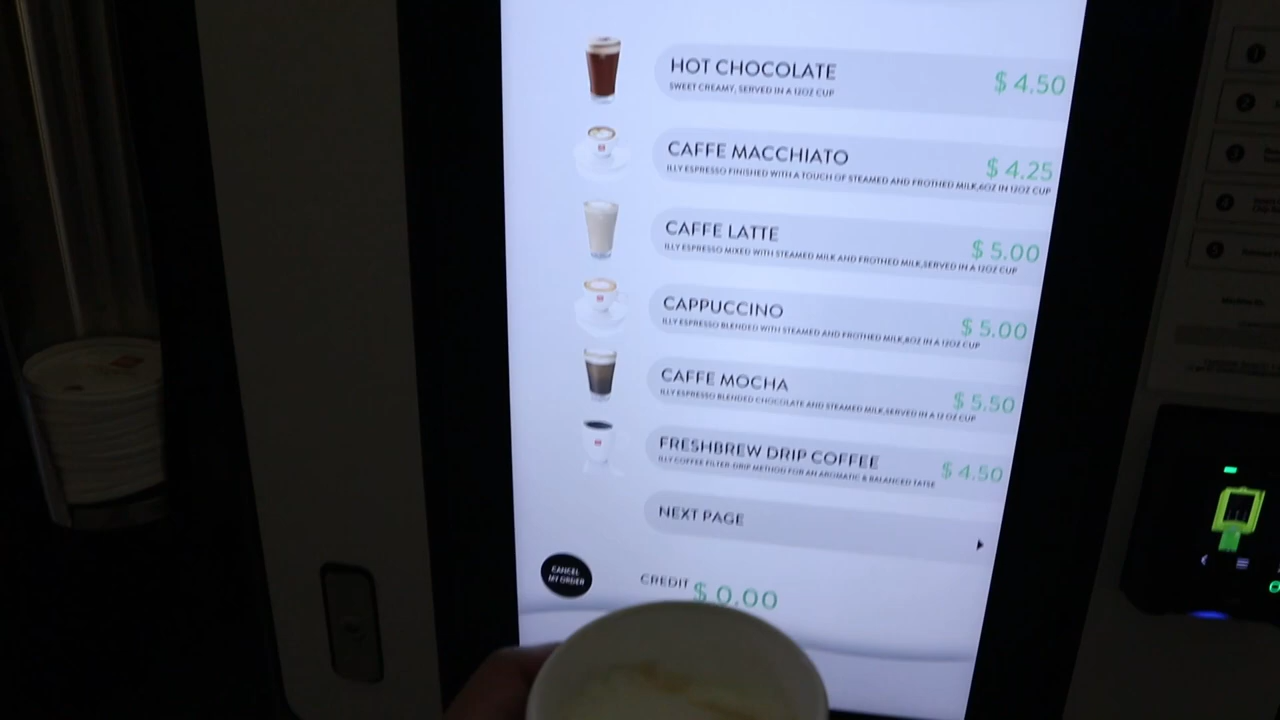 HOT CHOCOLATE
$ 4.50
SWEET CREAMY, SERVED IN A 12OZ CUP
CAFFE MACCHIATO
$ 4.25
ILLY ESPRESSO FINISHED WITH A TOUCH OF STEAMED AND FROTHED MILK,6OZ IN 12OZ CUP
CAFFE LATTE
$ 5.00
ILLY ESPRESSO MIXED WITH STEAMED MILK AND FROTHED MILK,SERVED IN A 12OZ CUP
CAPPUCCINO
$ 5.00
ILLY ESPRESSO BLENDED WITH STEAMED AND FROTHED MILK,8OZ IN A 12OZ CUP
CAFFE MOCHA
$ 5.50
ILLY ESPRESSO BLENDED CHOCOLATE AND STEAMED MILK,SERVED IN A 12 OZ CUP
FRESHBREW DRIP COFFEE
$ 4.50
ILLY COFFEE FILTER-DRIP METHOD FOR AN AROMATIC & BALANCED TATSE
NEXT PAGE
CANCEL
MY ORDER
CREDIT $ 0.00